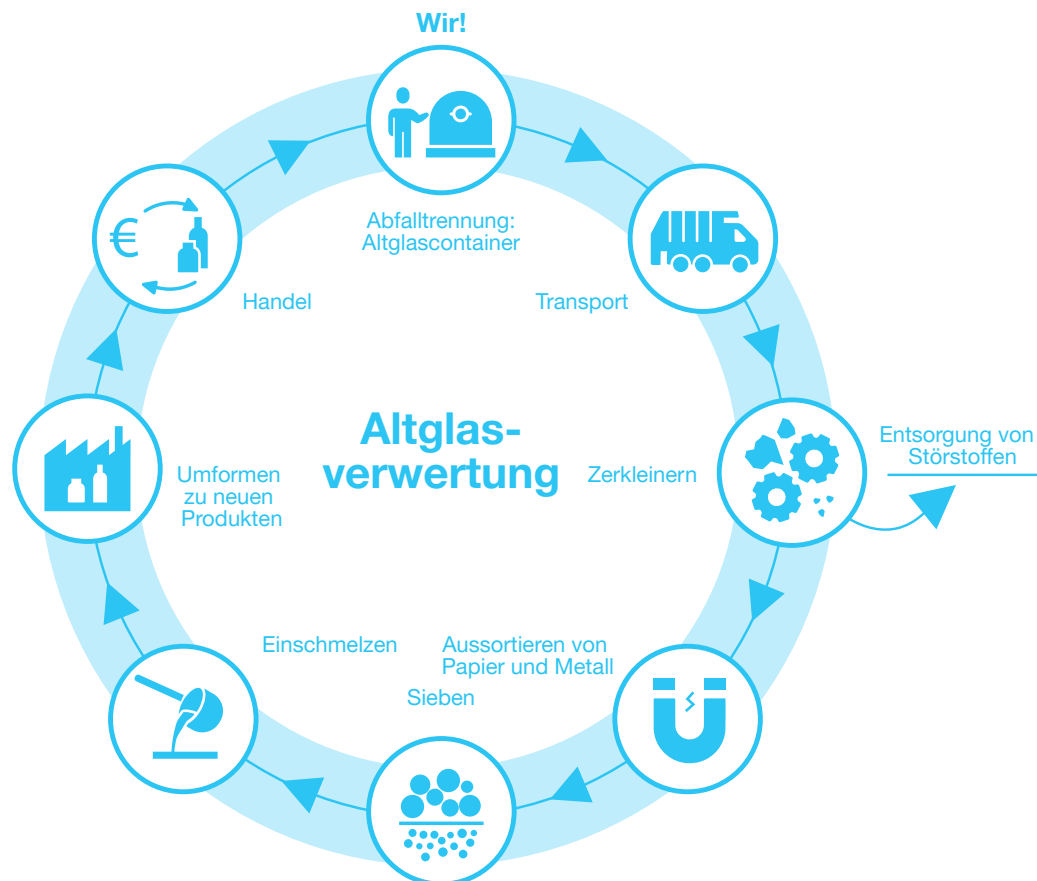 Wir!
Abfalltrennung:
Altglascontainer
Transport
Zerkleinern
Entsorgung von
Störstoffen
Aussortieren von
Papier und Metall
Sieben
Einschmelzen
Umformen
zu neuen
Produkten
€
Handel
Altglas-
verwertung